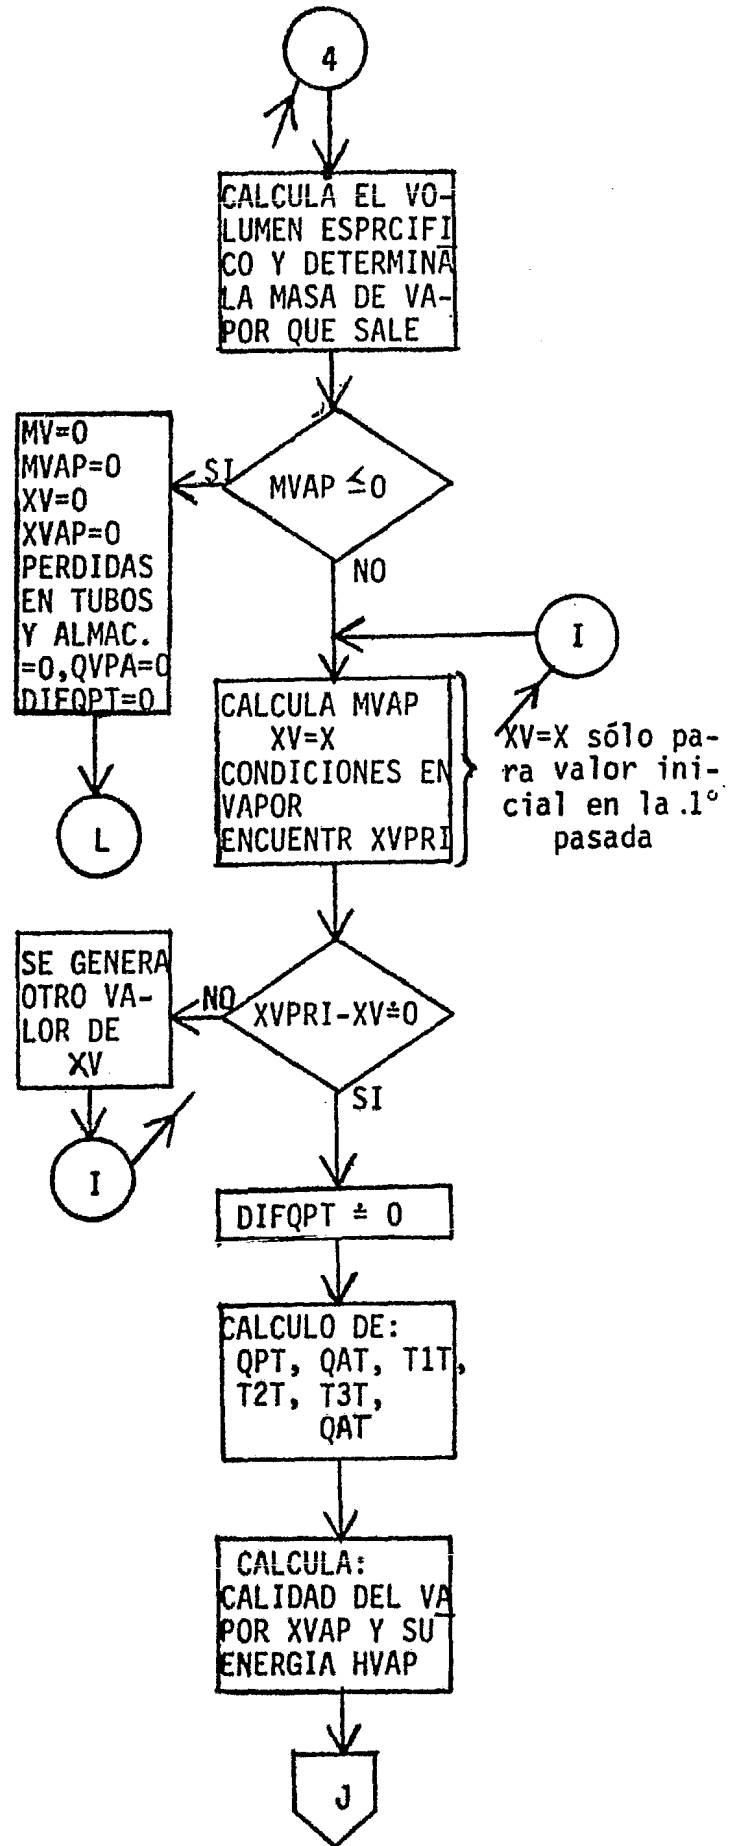 4
CALCULA EL VO-
LUMEN ESPRCIFI
CO Y DETERMINA
LA MASA DE VA-
POR QUE SALE
MVAP ≤0
SI
NO
MV=0
MVAP=0
XV=0
XVAP=0
PERDIDAS
EN TUBOS
Y ALMAC.
=0,QVPA=0
DIFQPT=0
L
I
CALCULA MVAP
XV=X
CONDICIONES EN
VAPOR
ENCUENTR XVPRI
XV=X sólo pa-
ra valor ini-
cial en la 1°
pasada
XVPRI-XV≐0
NO
SI
SE GENERA
OTRO VA-
LOR DE
XV
I
DIFQPT ≐ 0
CALCULO DE:
QPT, QAT, T1T,
T2T, T3T,
QAT
CALCULA:
CALIDAD DEL VA
POR XVAP Y SU
ENERGIA HVAP
J